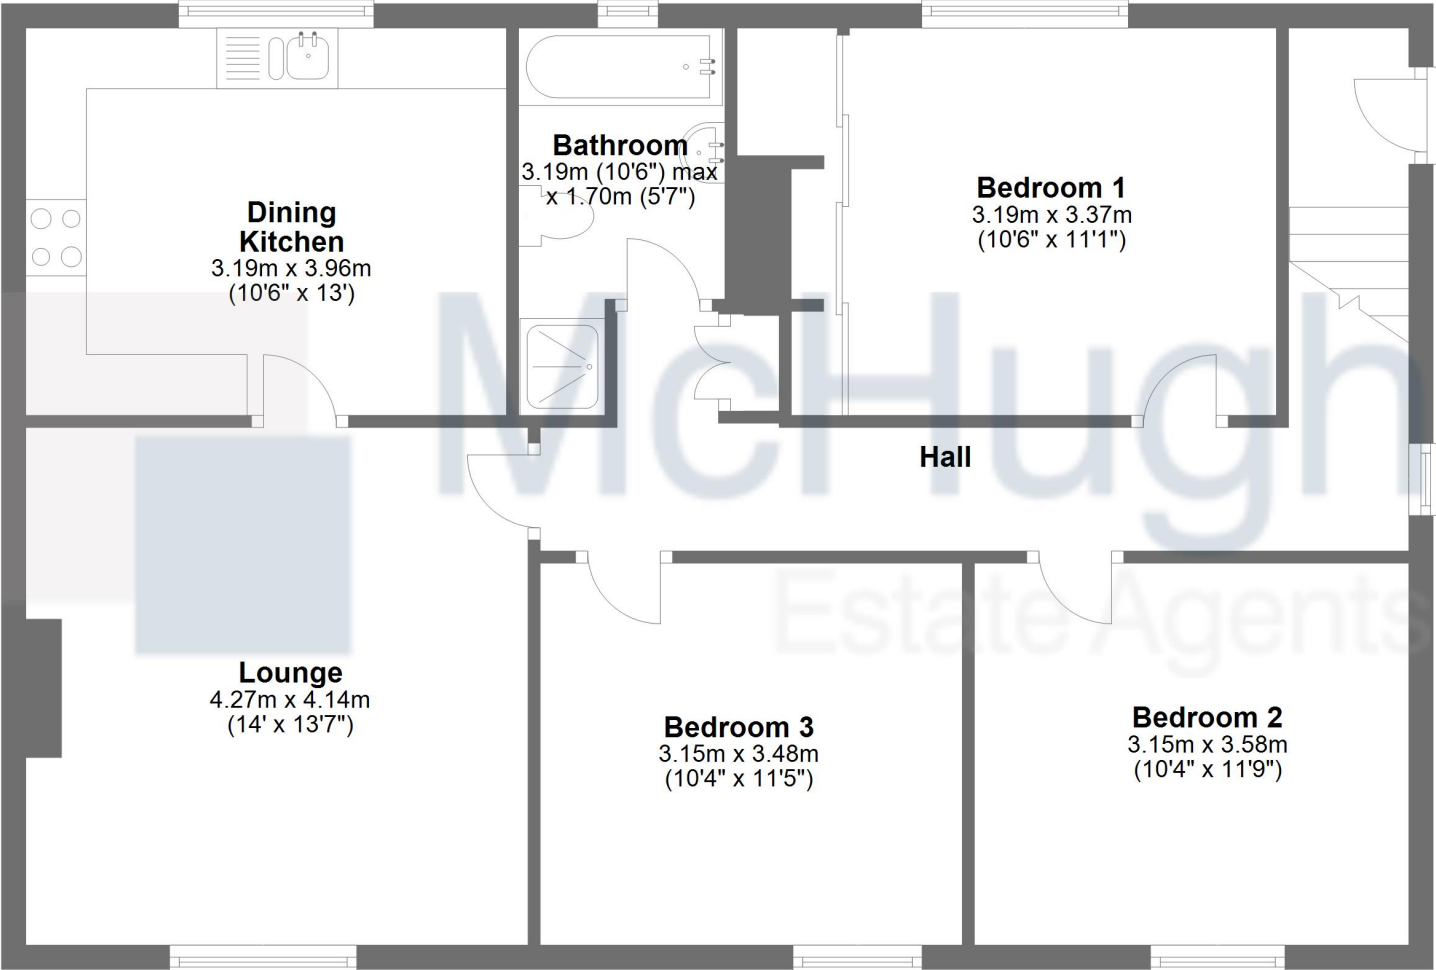 Bathroom
3.19m (10'6") max
x 1.70m (5'7")
Bedroom 1
3.19m x 3.37m
(10'6" x 11'1")
Dining
Kitchen
3.19m x 3.96m
(10'6" x 13')
McHugh
Hall
Estate Agents
Lounge
4.27m x 4.14m
(14' x 13'7")
Bedroom 3
3.15m x 3.48m
(10'4" x 11'5")
Bedroom 2
3.15m x 3.58m
(10'4" x 11'9")